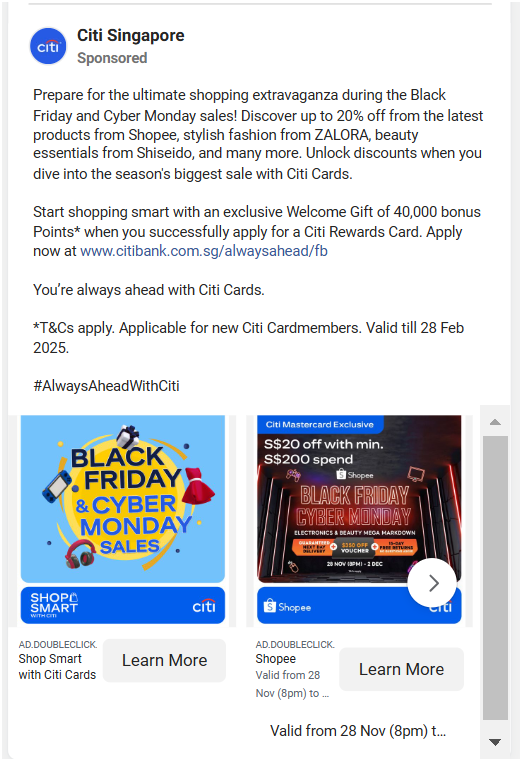 citi
Citi Singapore
Sponsored
Prepare for the ultimate shopping extravaganza during the Black
Friday and Cyber Monday sales! Discover up to 20% off from the latest
products from Shopee, stylish fashion from ZALORA, beauty
essentials from Shiseido, and many more. Unlock discounts when you
dive into the season's biggest sale with Citi Cards.
Start shopping smart with an exclusive Welcome Gift of 40,000 bonus
Points* when you successfully apply for a Citi Rewards Card. Apply
now at www.citibank.com.sg/alwaysahead/fb
You’re always ahead with Citi Cards.
*T&Cs apply. Applicable for new Citi Cardmembers. Valid till 28 Feb
2025.
#AlwaysAheadWithCiti
BLACK
FRIDAY
& CYBER
MONDAY
SALES
SHOP
SMART
WITH CITI
citi
AD.DOUBLECLICK.
Shop Smart
with Citi Cards
Learn More
Citi Mastercard Exclusive
S$20 off with min.
S$200 spend
Shopee
BLACK FRIDAY
CYBER MONDAY
ELECTRONICS & BEAUTY MEGA MARKDOWN
GUARANTEED
NEXT DAY
DELIVERY
+
$350 OFF
VOUCHER
+
15-DAY
FREE RETURNS
28 NOV (8PM) - 2 DEC
Shopee
citi
AD.DOUBLECLICK.
Shopee
Valid from 28
Nov (8pm) to ...
Learn More
Valid from 28 Nov (8pm) t...